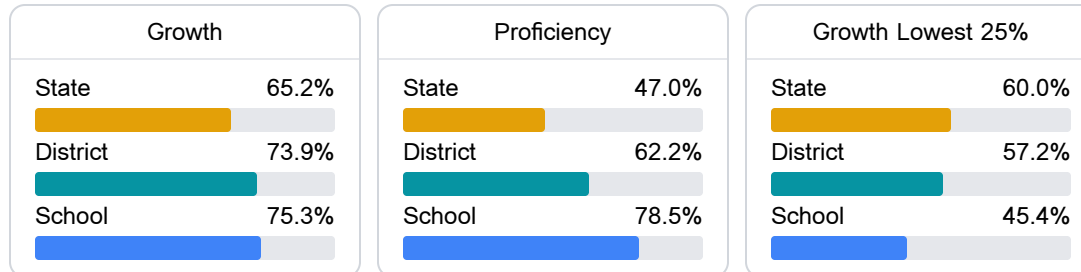 Growth
State 65.2%
District 73.9%
School 75.3%
Proficiency
State 47.0%
District 62.2%
School 78.5%
Growth Lowest 25%
State 60.0%
District 57.2%
School 45.4%